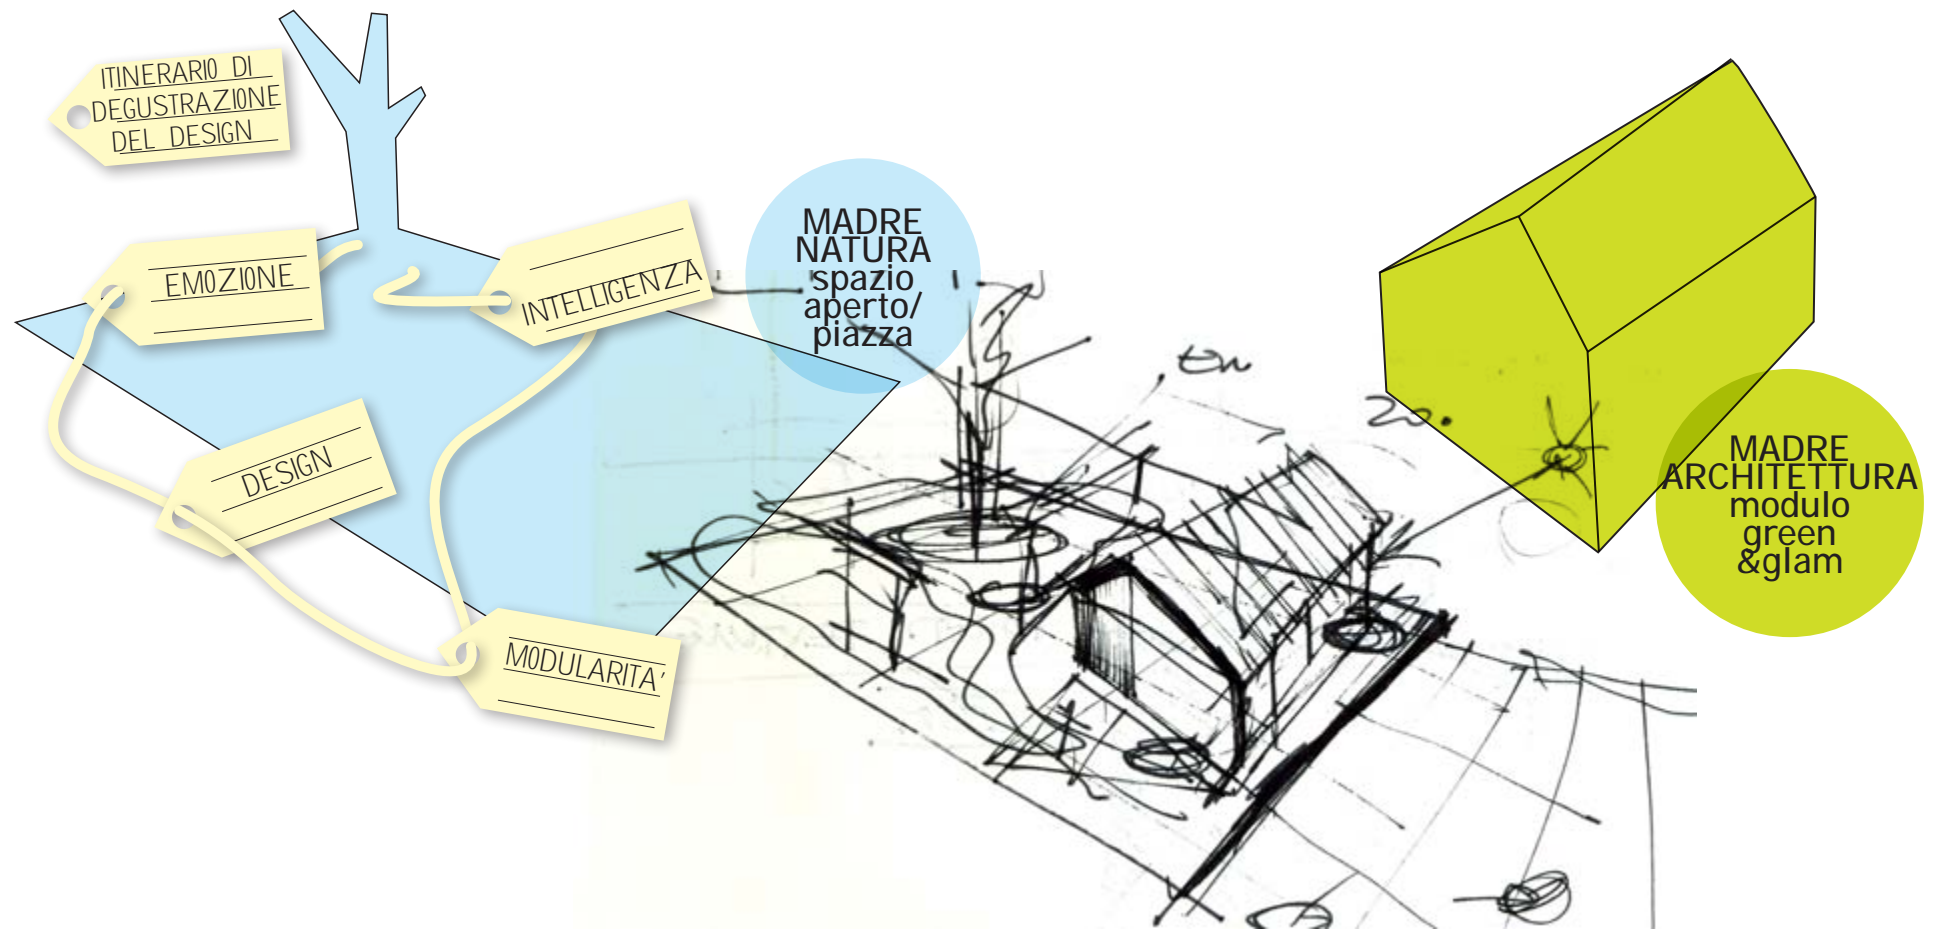 ITINERARIO DI
DEGUSTRAZIONE
DEL DESIGN
EMOZIONE
INTELLIGENZA
DESIGN
MODULARITA'
MADRE
NATURA
spazio
aperto/
piazza
MADRE
ARCHITETTURA
modulo
green
&glam